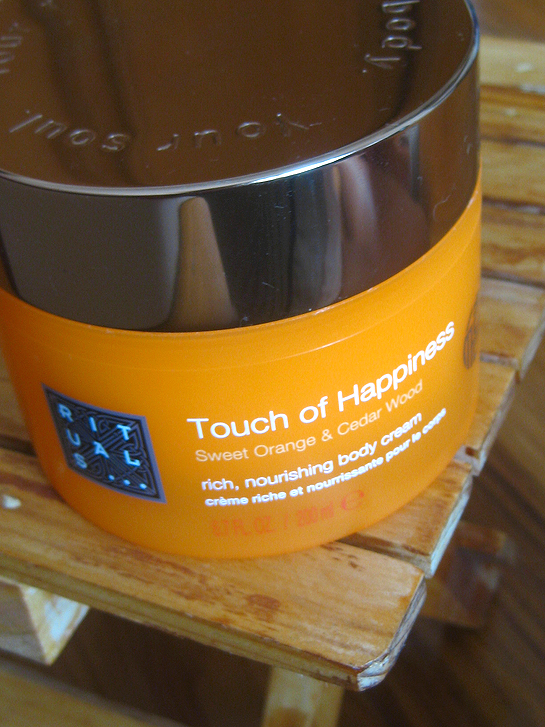 body
Your soul
RIT
UAL
S...
Touch of Happiness
Sweet Orange & Cedar Wood
rich, nourishing body cream
crème riche et nourrissante pour le corps
6.7 FL.OZ. / 200 ml e